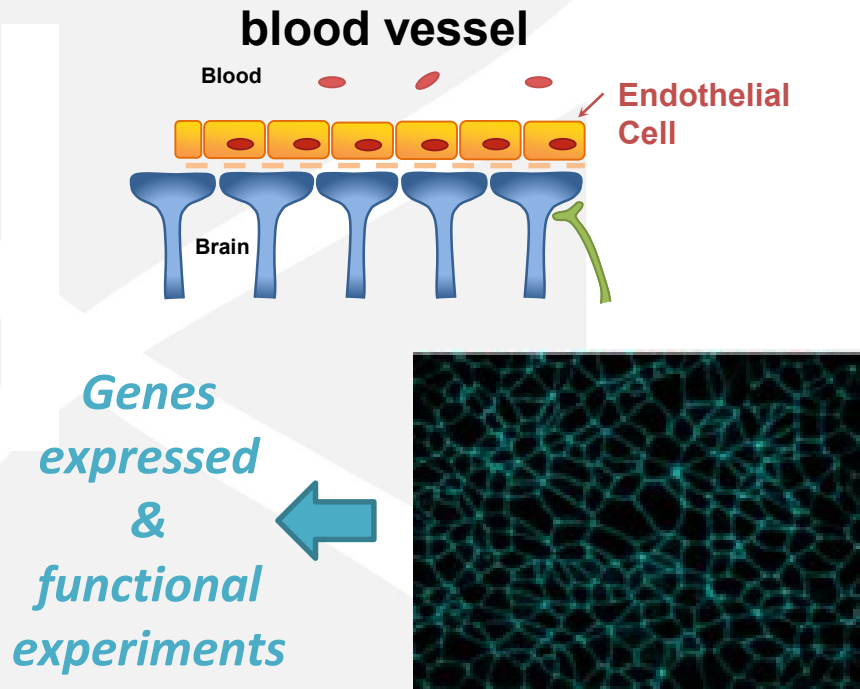 blood vessel
Blood
Endothelial
Cell
Brain
Genes
expressed
&
functional
experiments